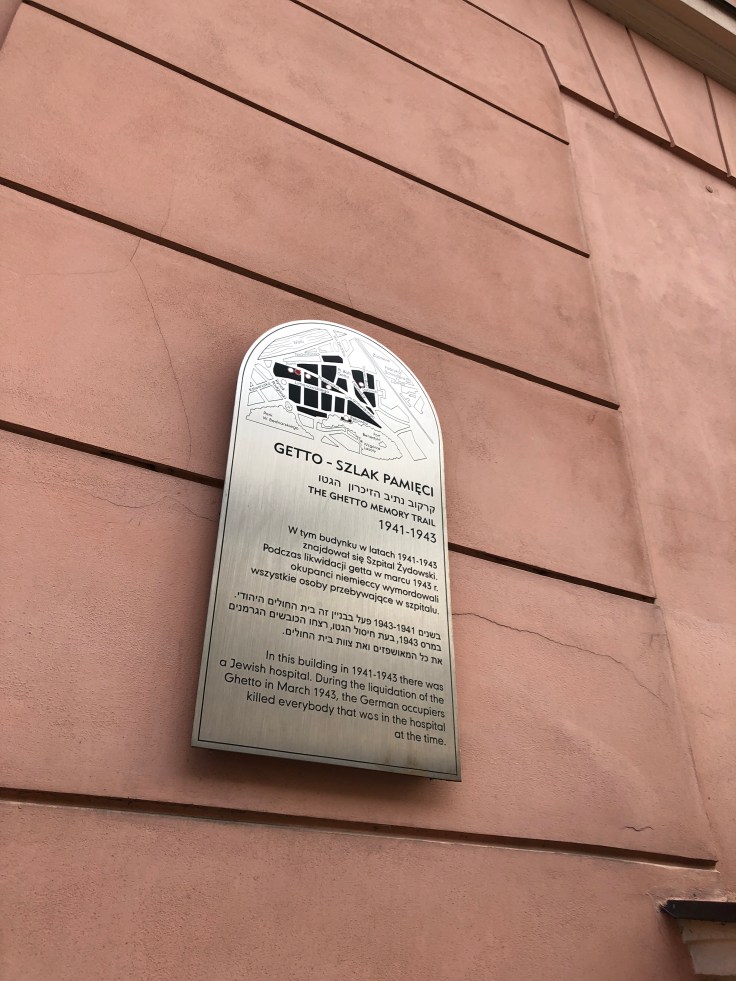 GETTO - SZLAK PAMIĘCI
קרקוב נתיב הזיכרון הגטו
THE GHETTO MEMORY TRAIL
1941-1943
W tym budynku w latach 1941-1943
znajdował się Szpital Żydowski.
Podczas likwidacji getta w marcu 1943 r.
okupanci niemieccy wymordowali
wszystkie osoby przebywające w szpitalu.
בשנים 1943-1941 פעל בבניין זה בית החולים היהודי.
במרס 1943, בעת חיסול הגטו, רצחו הכובשים הגרמנים
את כל המאושפזים ואת צוות בית החולים.
In this building in 1941-1943 there was
a Jewish hospital. During the liquidation of the
Ghetto in March 1943, the German occupiers
killed everybody that was in the hospital
at the time.